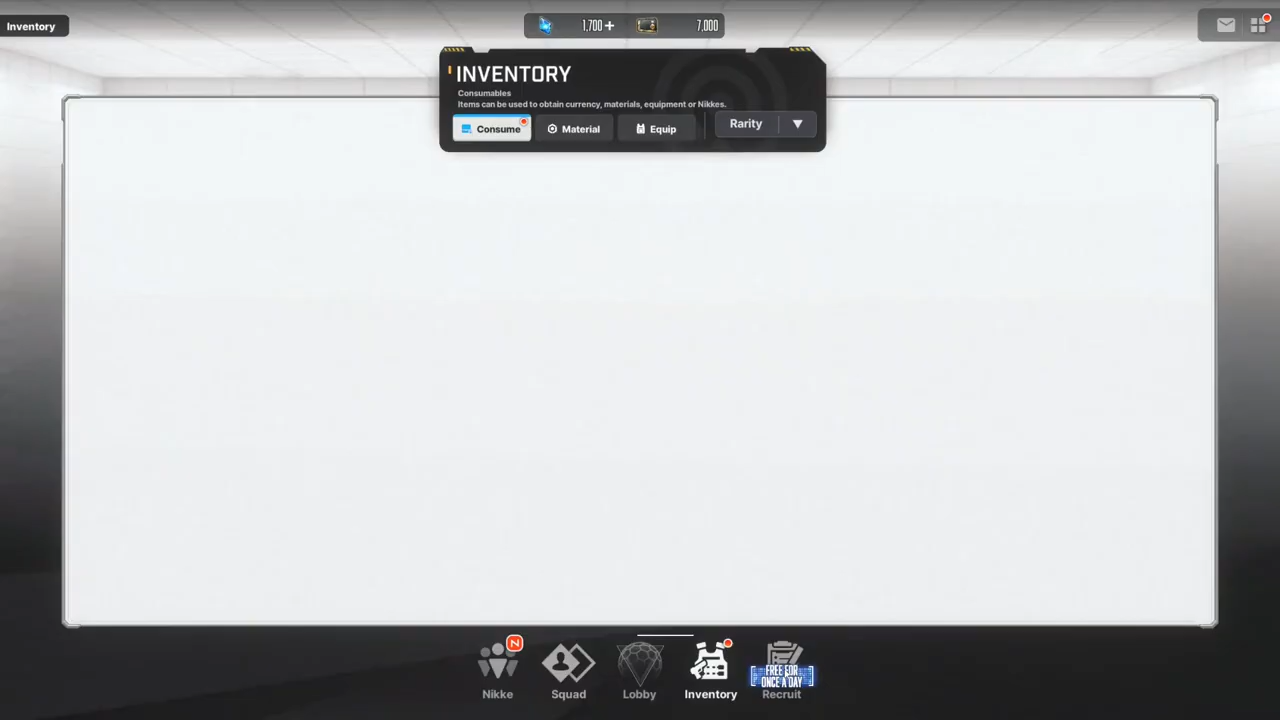 Inventory
1,700 +
7,000
INVENTORY
Consumables
Items can be used to obtain currency, materials, equipment or Nikkes.
Consume
Material
Equip
Rarity
N
FREE FOR
ONCE A DAY
Nikke
Squad
Lobby
Inventory
Recruit